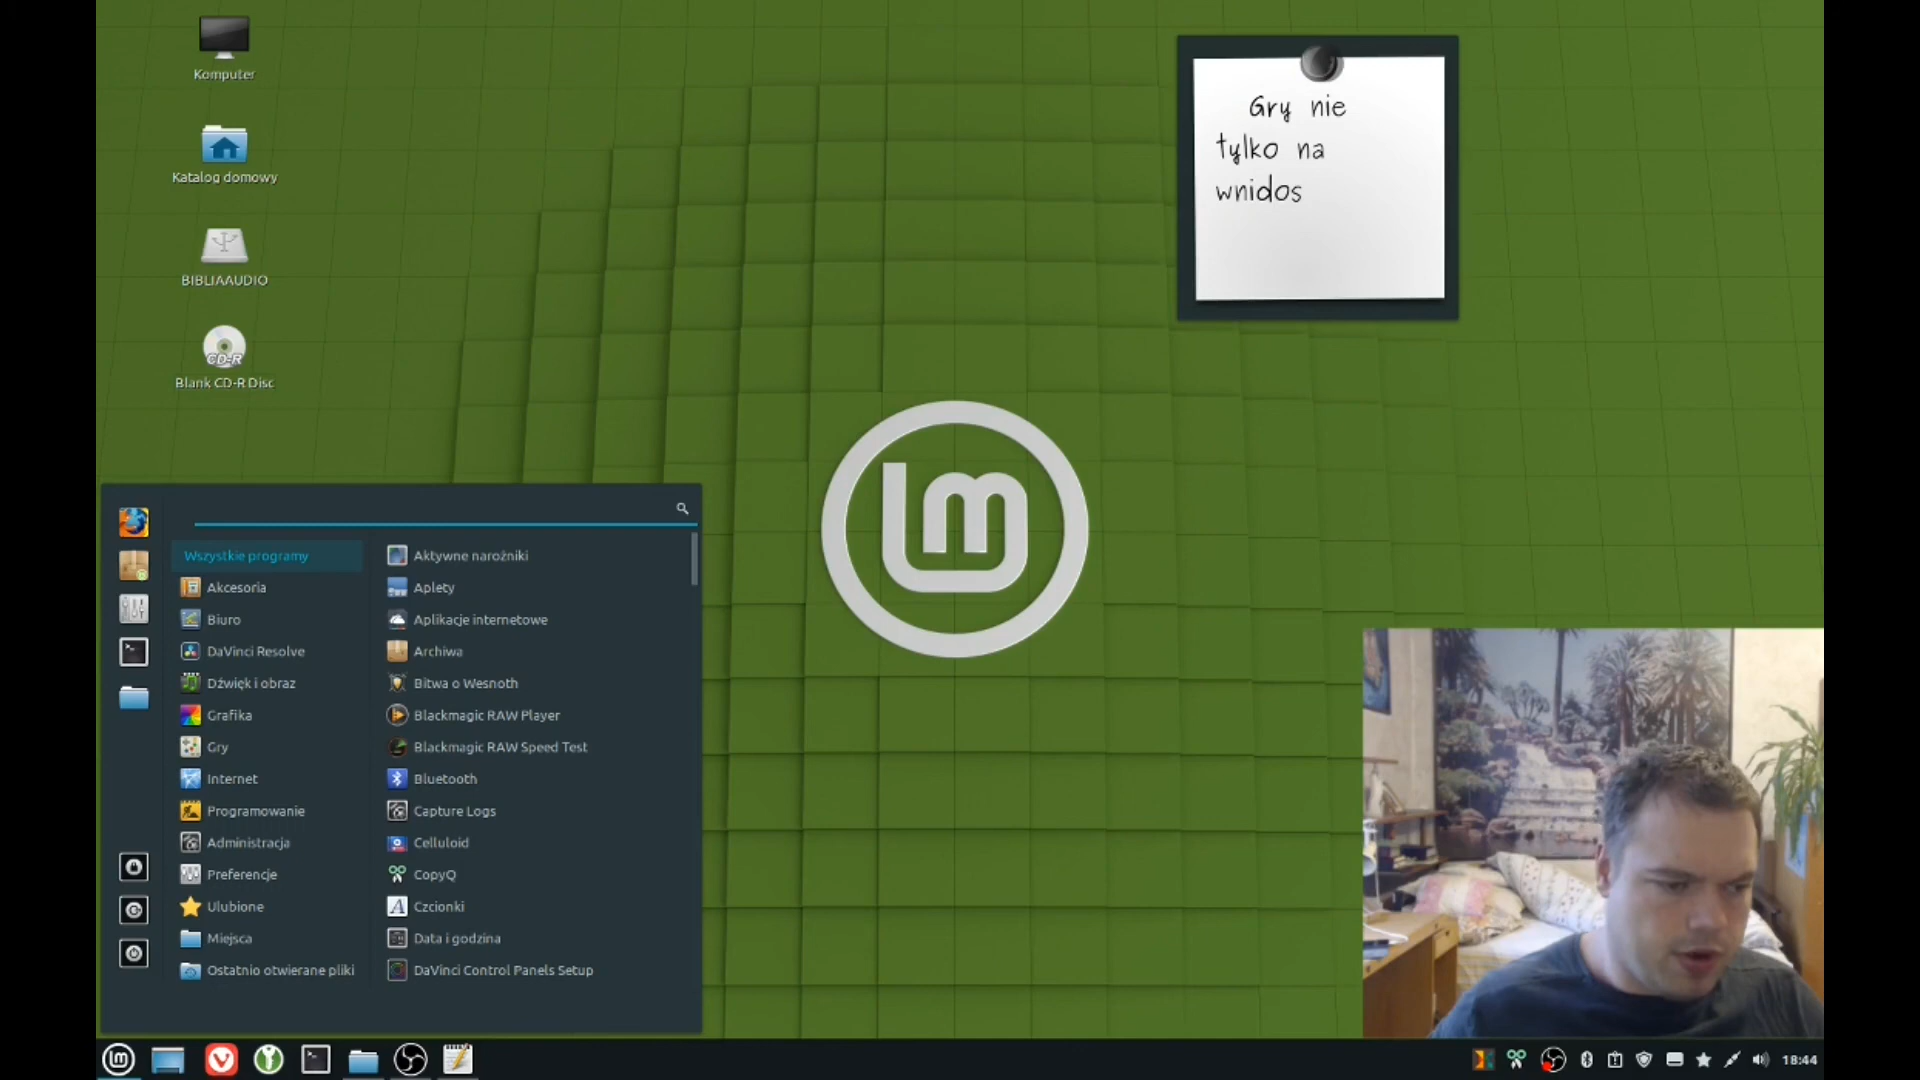 Komputer
Katalog domowy
BIBLIAAUDIO
CD-R
Blank CD-R Disc
Gry nie
tylko na
wnidos
Wszystkie programy
Akcesoria
Biuro
DaVinci Resolve
Dźwięk i obraz
Grafika
Gry
Internet
Programowanie
Administracja
Preferencje
Ulubione
Miejsca
Ostatnio otwierane pliki
Aktywne narożniki
Aplety
Aplikacje internetowe
Archiwa
Bitwa o Wesnoth
Blackmagic RAW Player
Blackmagic RAW Speed Test
Bluetooth
Capture Logs
Celluloid
CopyQ
Czcionki
Data i godzina
DaVinci Control Panels Setup
18:44